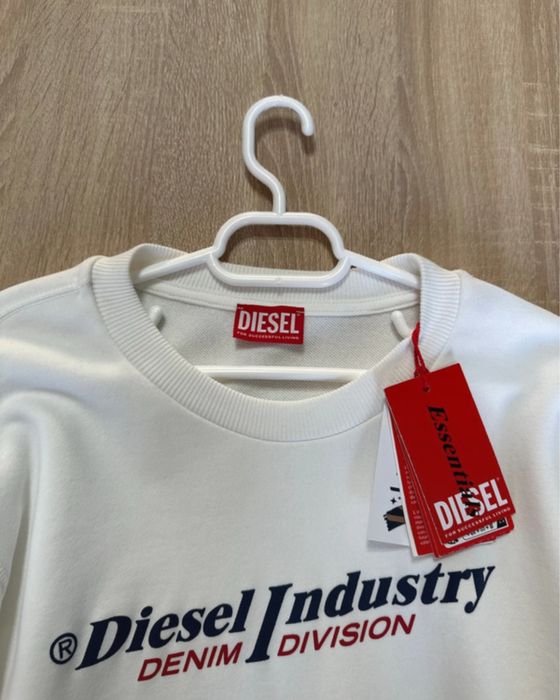 DIESEL
FOR SUCCESSFUL LIVING
Essentials
DIESEL
FOR SUCCESSFUL LIVING
® Diesel Industry
DENIM DIVISION